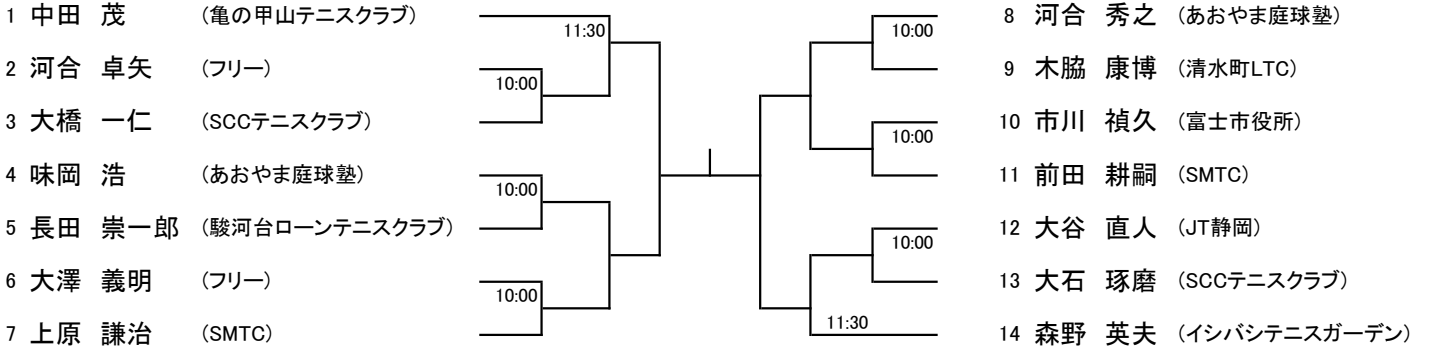 1 中田 茂 (亀の甲山テニスクラブ)
11:30
2 河合 卓矢 (フリー)
10:00
3 大橋 一仁 (SCCテニスクラブ)
4 味岡 浩 (あおやま庭球塾)
10:00
5 長田 崇一郎 (駿河台ローンテニスクラブ)
6 大澤 義明 (フリー)
10:00
7 上原 謙治 (SMTC)
8 河合 秀之 (あおやま庭球塾)
10:00
9 木脇 康博 (清水町LTC)
10 市川 禎久 (富士市役所)
10:00
11 前田 耕嗣 (SMTC)
12 大谷 直人 (JT静岡)
10:00
13 大石 琢磨 (SCCテニスクラブ)
11:30
14 森野 英夫 (イシバシテニスガーデン)